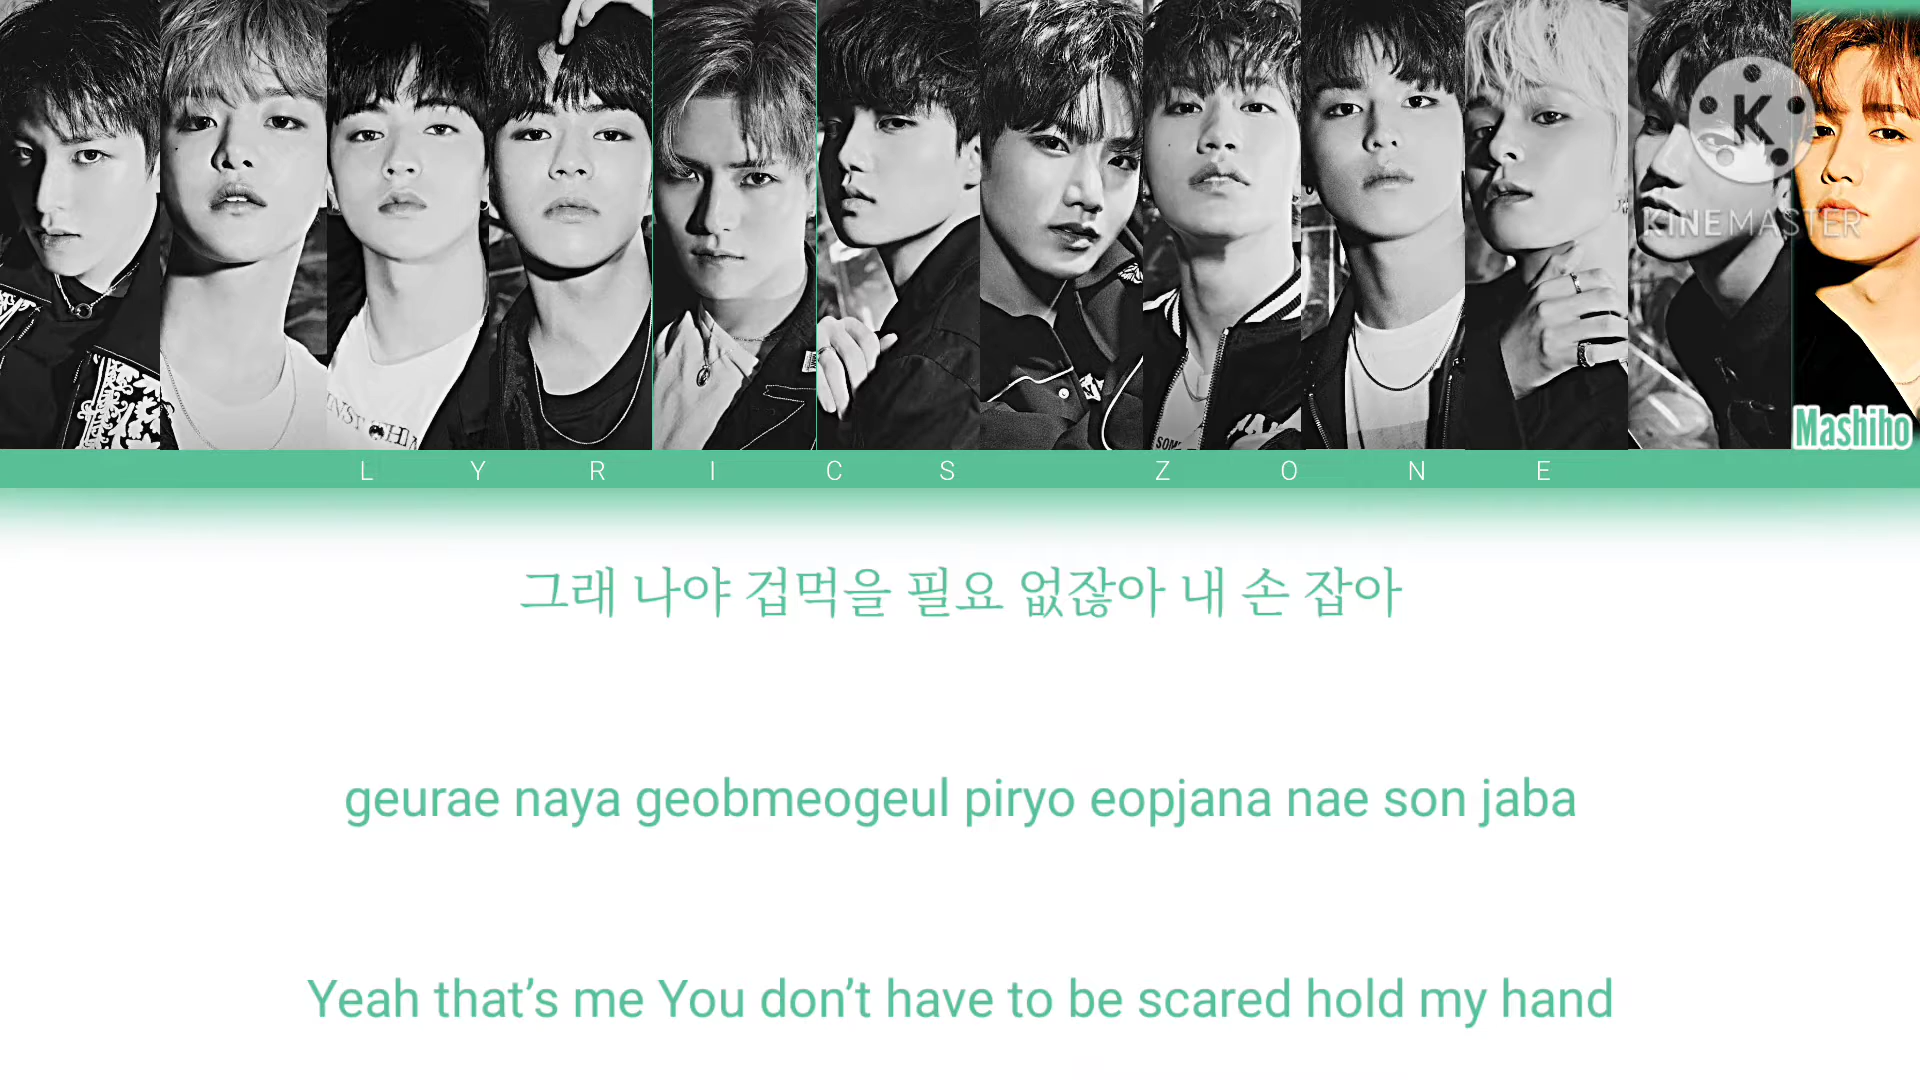 K
KINEMASTER
Mashiho
LYRICS ZONE
그래 나야 겁먹을 필요 없잖아 내 손 잡아
geurae naya geobmeogeul piryo eopjana nae son jaba
Yeah that’s me You don’t have to be scared hold my hand